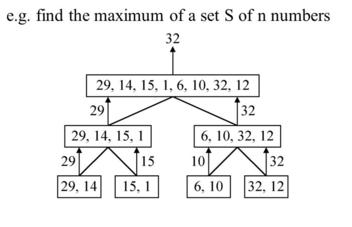 e.g. find the maximum of a set S of n numbers
32
29, 14, 15, 1, 6, 10, 32, 12
29 32
29, 14, 15, 1 6, 10, 32, 12
29 15 10 32
29, 14 15, 1 6, 10 32, 12